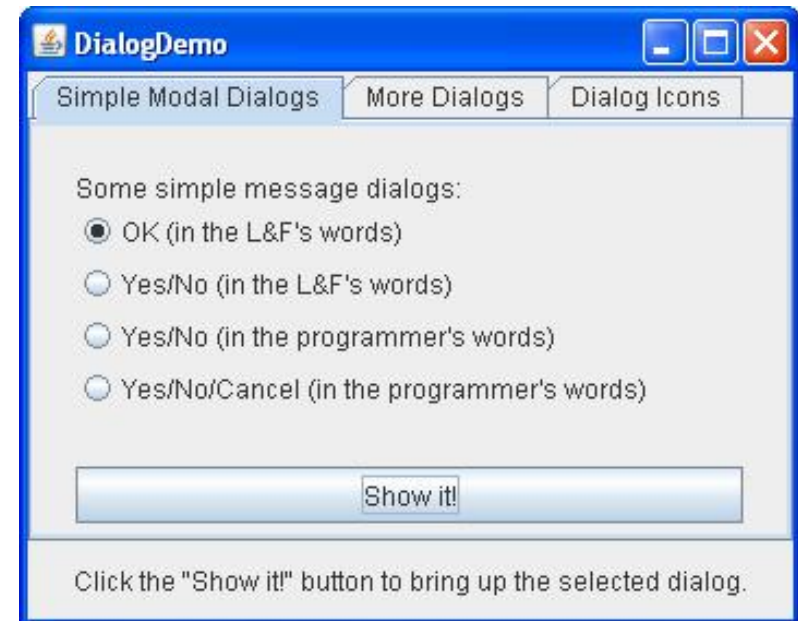 DialogDemo
Simple Modal Dialogs More Dialogs Dialog Icons
Some simple message dialogs:
OK (in the L&F's words)
Yes/No (in the L&F's words)
Yes/No (in the programmer's words)
Yes/No/Cancel (in the programmer's words)
Show it!
Click the "Show it!" button to bring up the selected dialog.